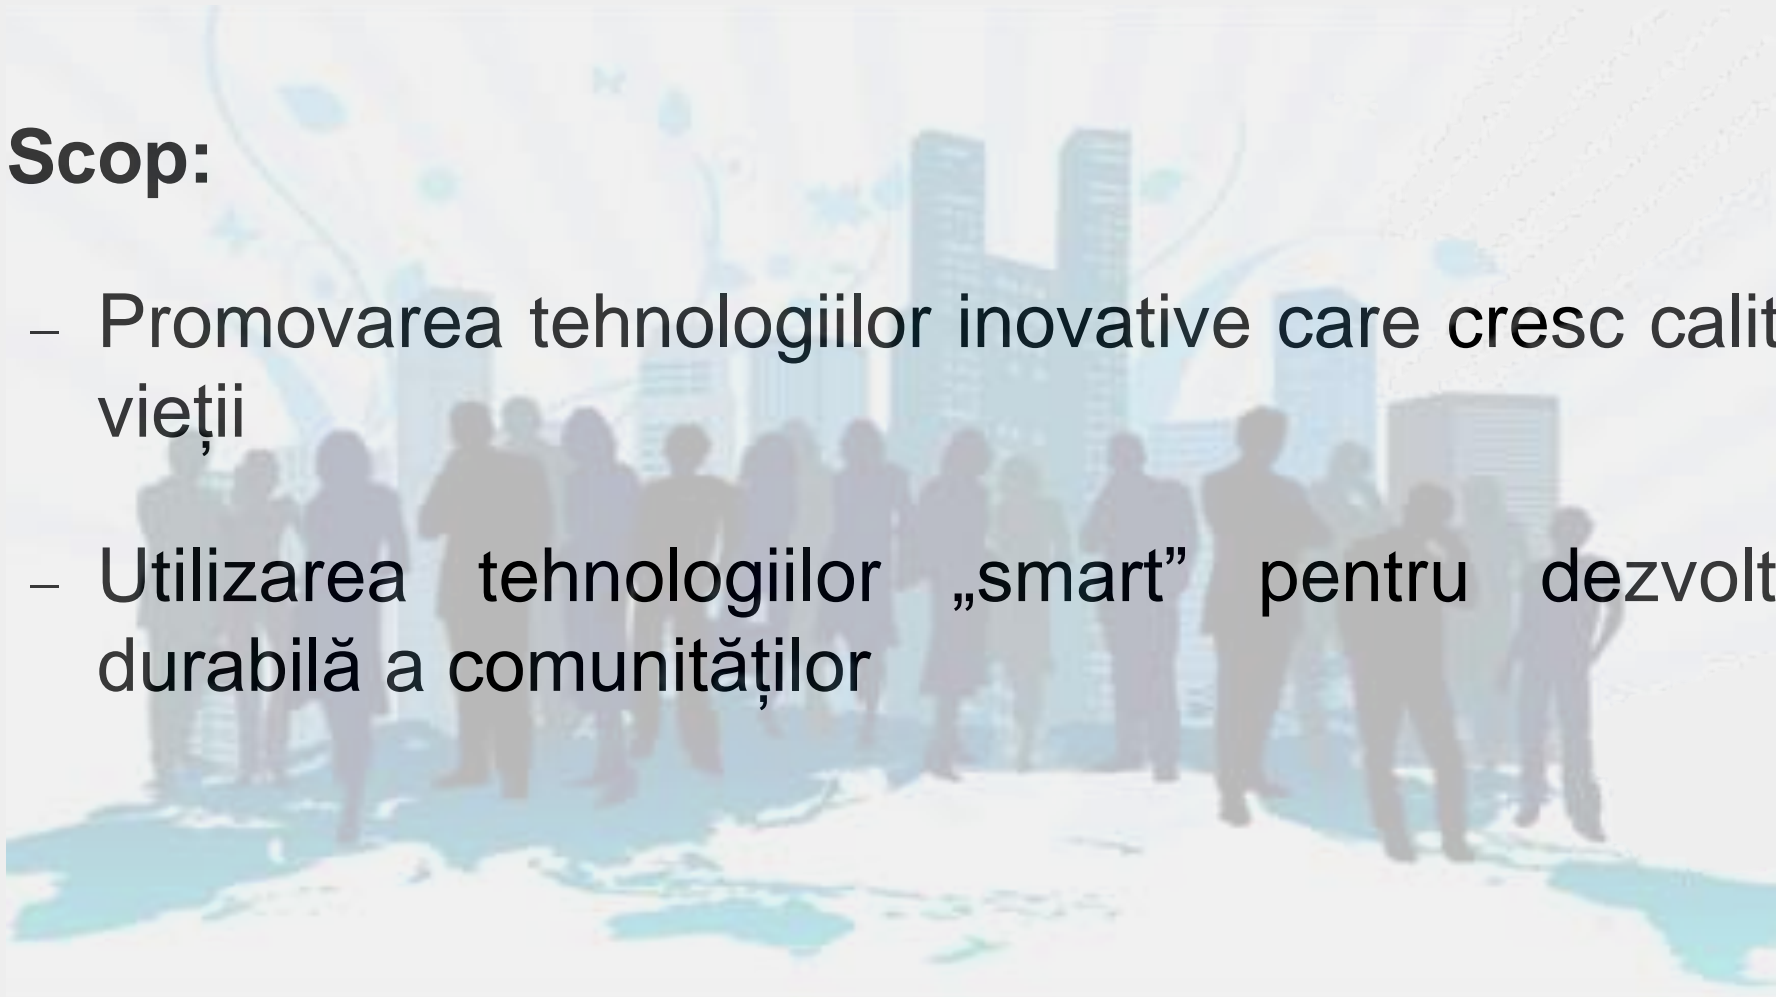 Scop:
– Promovarea tehnologiilor inovative care cresc calit
vieții
– Utilizarea tehnologiilor „smart” pentru dezvolt
durabilă a comunităților